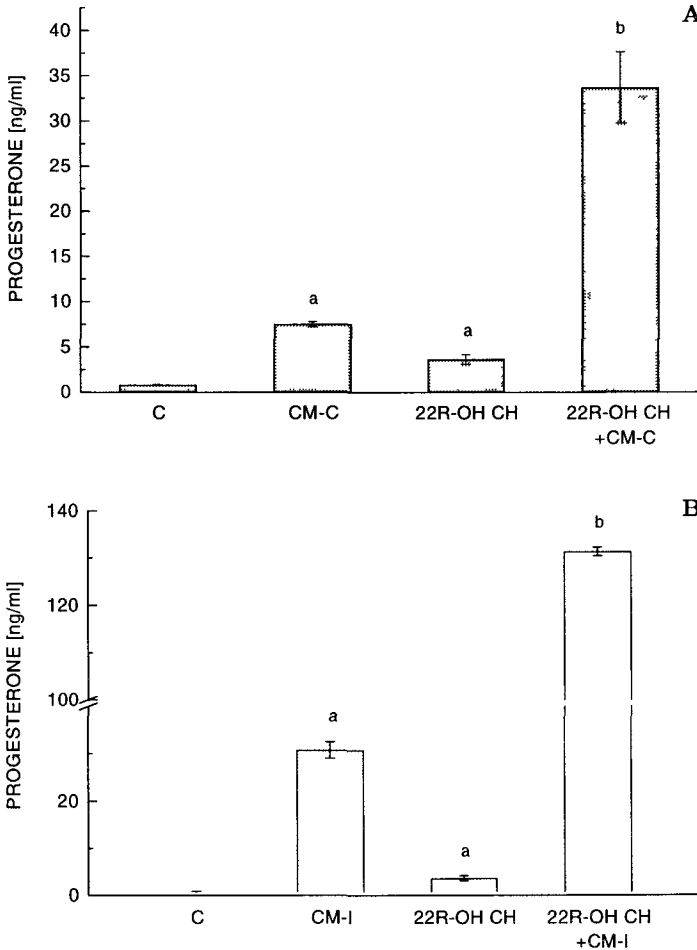 A
PROGESTERONE [ng/ml]
40
35
30
25
20
15
10
5
0
a
a
b
C
CM-C
22R-OH CH
22R-OH CH
+CM-C
B
PROGESTERONE [ng/ml]
140
120
100
20
0
a
a
b
C
CM-I
22R-OH CH
22R-OH CH
+CM-I